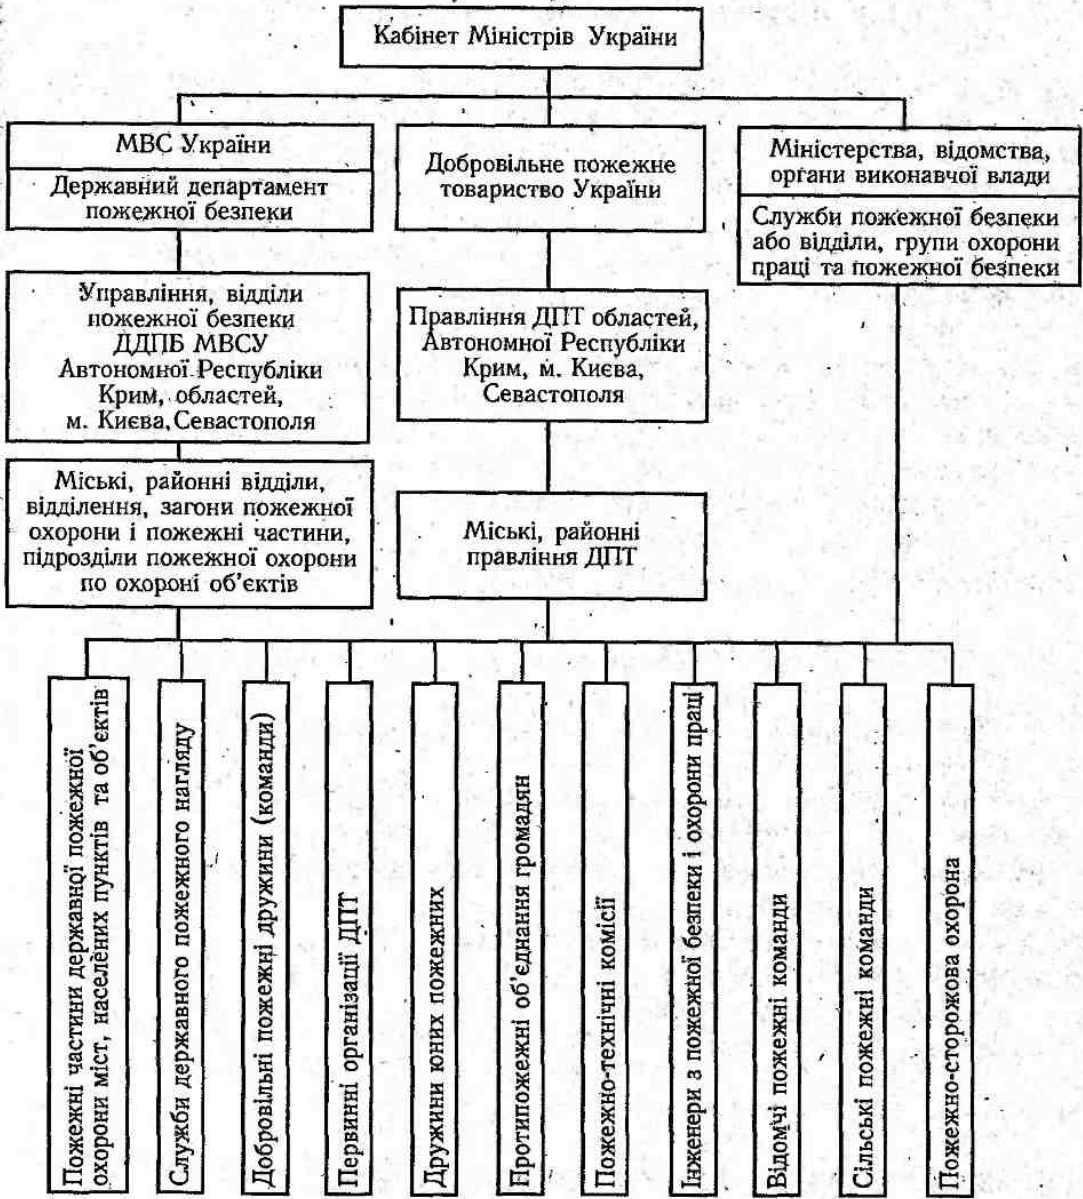 Кабінет Міністрів України
МВС України
Державний департамент
пожежної безпеки
Добровільне пожежне
товариство України
Міністерства, відомства,
органи виконавчої влади
Служби пожежної безпеки
або відділи, групи охорони
праці та пожежної безпеки
Управління, відділи
пожежної безпеки
ДДПБ МВСУ
Автономної Республіки
Крим, областей,
м. Києва, Севастополя
Правління ДПТ областей,
Автономної Республіки
Крим, м. Києва,
Севастополя
Міські, районні відділи,
відділення, загони пожежної
охорони і пожежні частини,
підрозділи пожежної охорони
по охороні об'єктів
Міські, районні
правління ДПТ
Пожежні частини державної пожежної
охорони міст, населених пунктів та об'єктів
Служби державного пожежного нагляду
Добровільні пожежні дружини (команди)
Первинні організації ДПТ
Дружини юних пожежних
Протипожежні об'єднання громадян
Пожежно-технічні комісії
Інженери з пожежної безпеки і охорони праці
Відомчі пожежні команди
Сільські пожежні команди
Пожежно-сторожова охорона